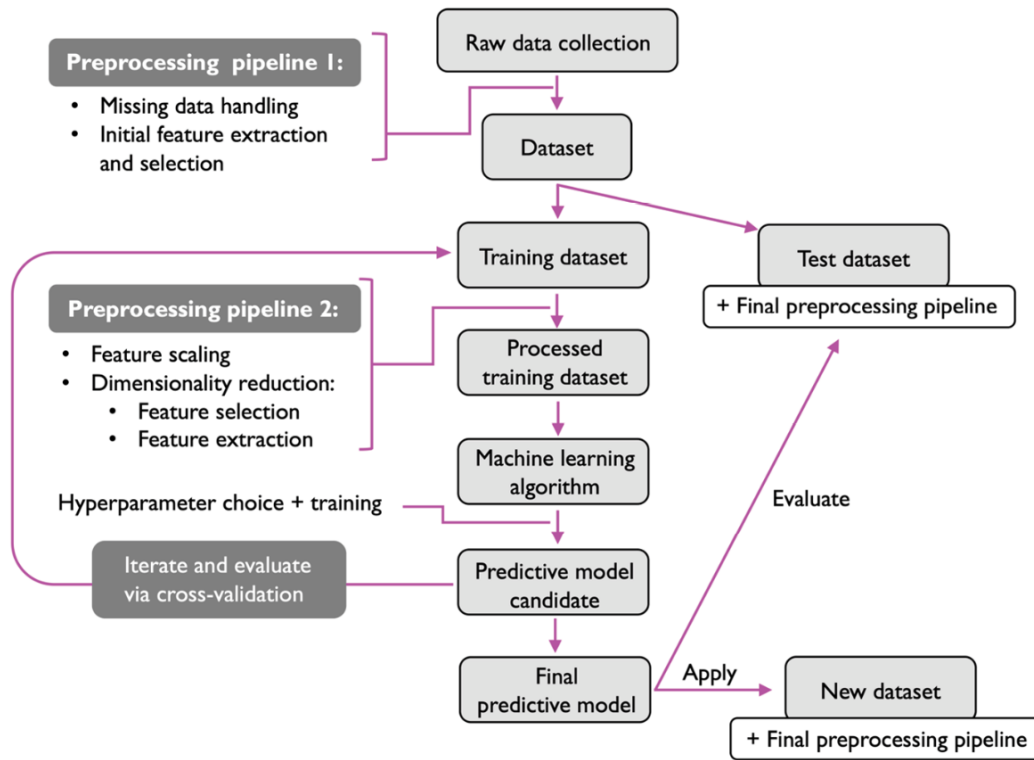 Raw data collection
Preprocessing pipeline 1:
• Missing data handling
• Initial feature extraction
and selection
Dataset
Training dataset
Test dataset
+ Final preprocessing pipeline
Preprocessing pipeline 2:
• Feature scaling
• Dimensionality reduction:
• Feature selection
• Feature extraction
Processed
training dataset
Machine learning
algorithm
Evaluate
Hyperparameter choice + training
Iterate and evaluate
via cross-validation
Predictive model
candidate
Final
predictive model
Apply
New dataset
+ Final preprocessing pipeline